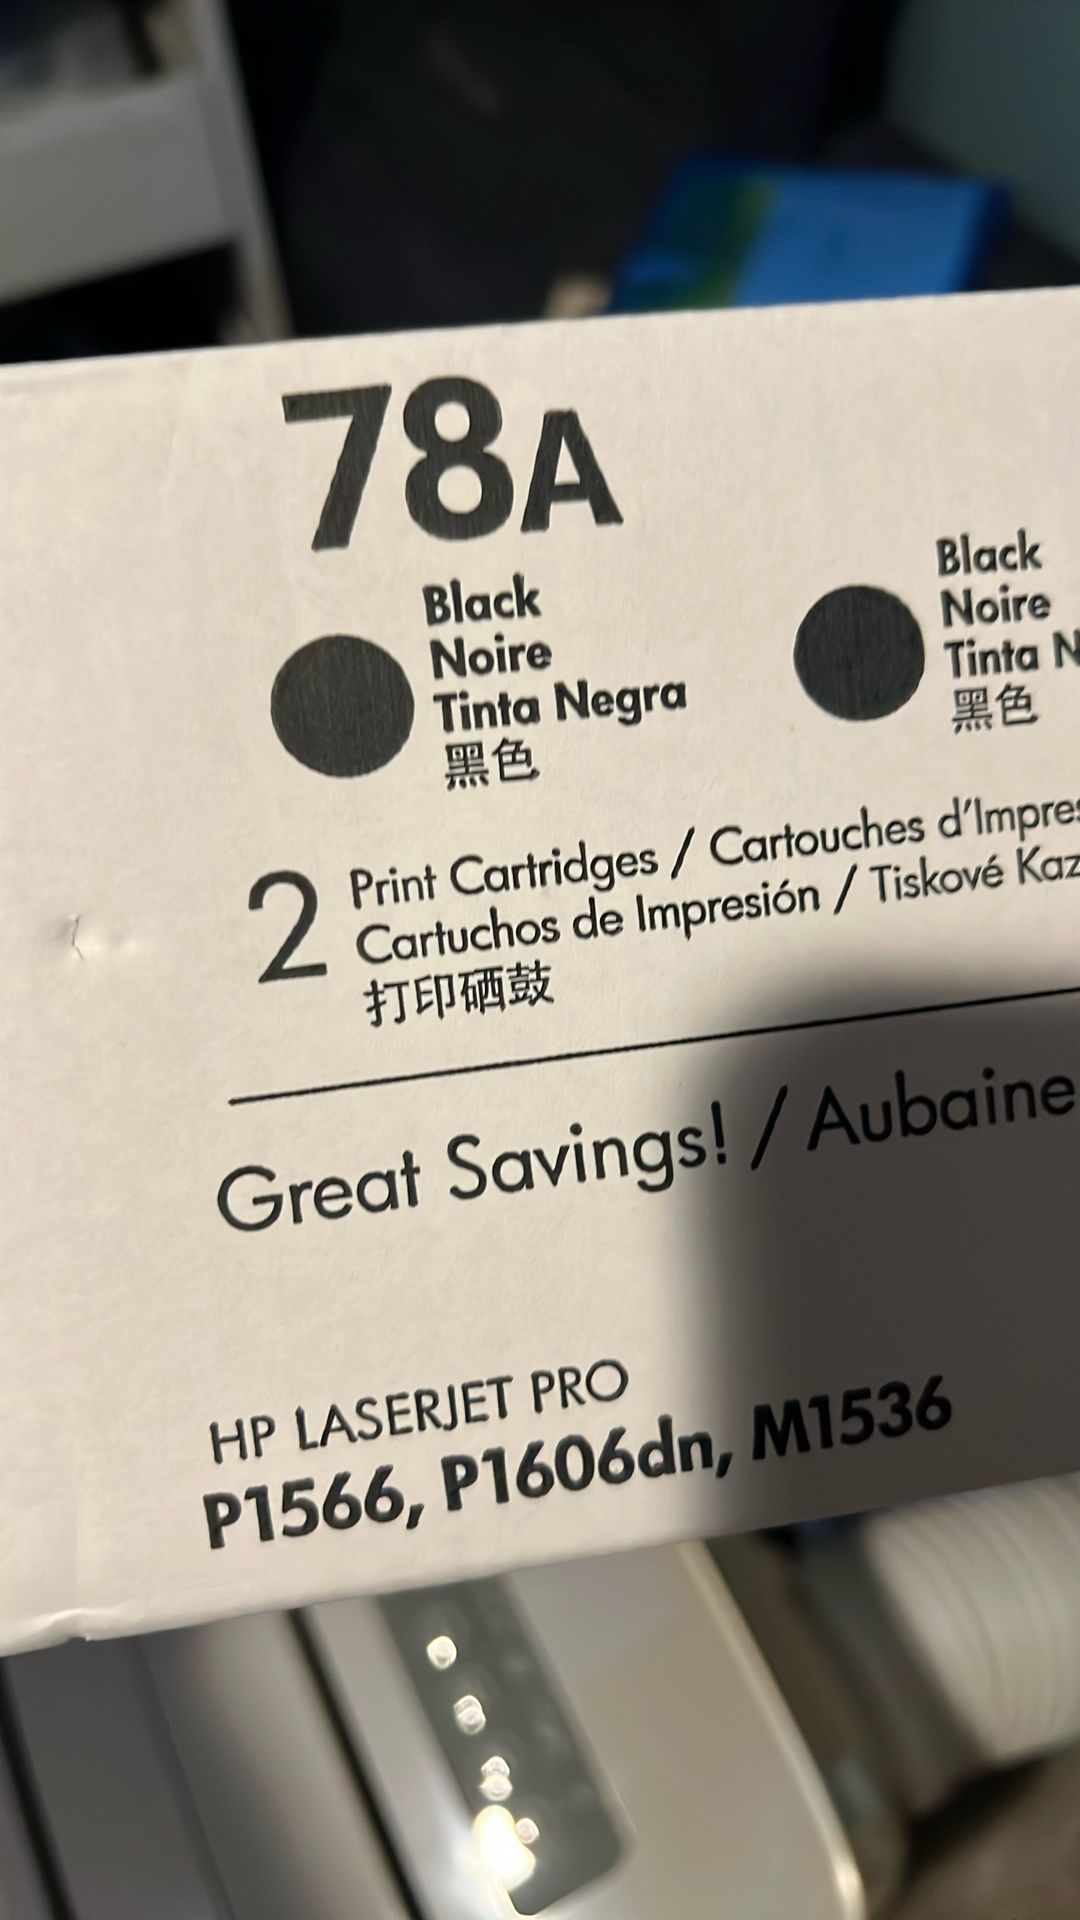 78A
Black
Noire
Tinta Negra
黑色
Black
Noire
Tinta
黑色
2
Print Cartridges / Cartouches d'Impres
Cartuchos de Impresión / Tiskové Kaz
打印硒鼓
Great Savings! / Aubaine
HP LASERJET PRO
P1566, P1606dn, M1536